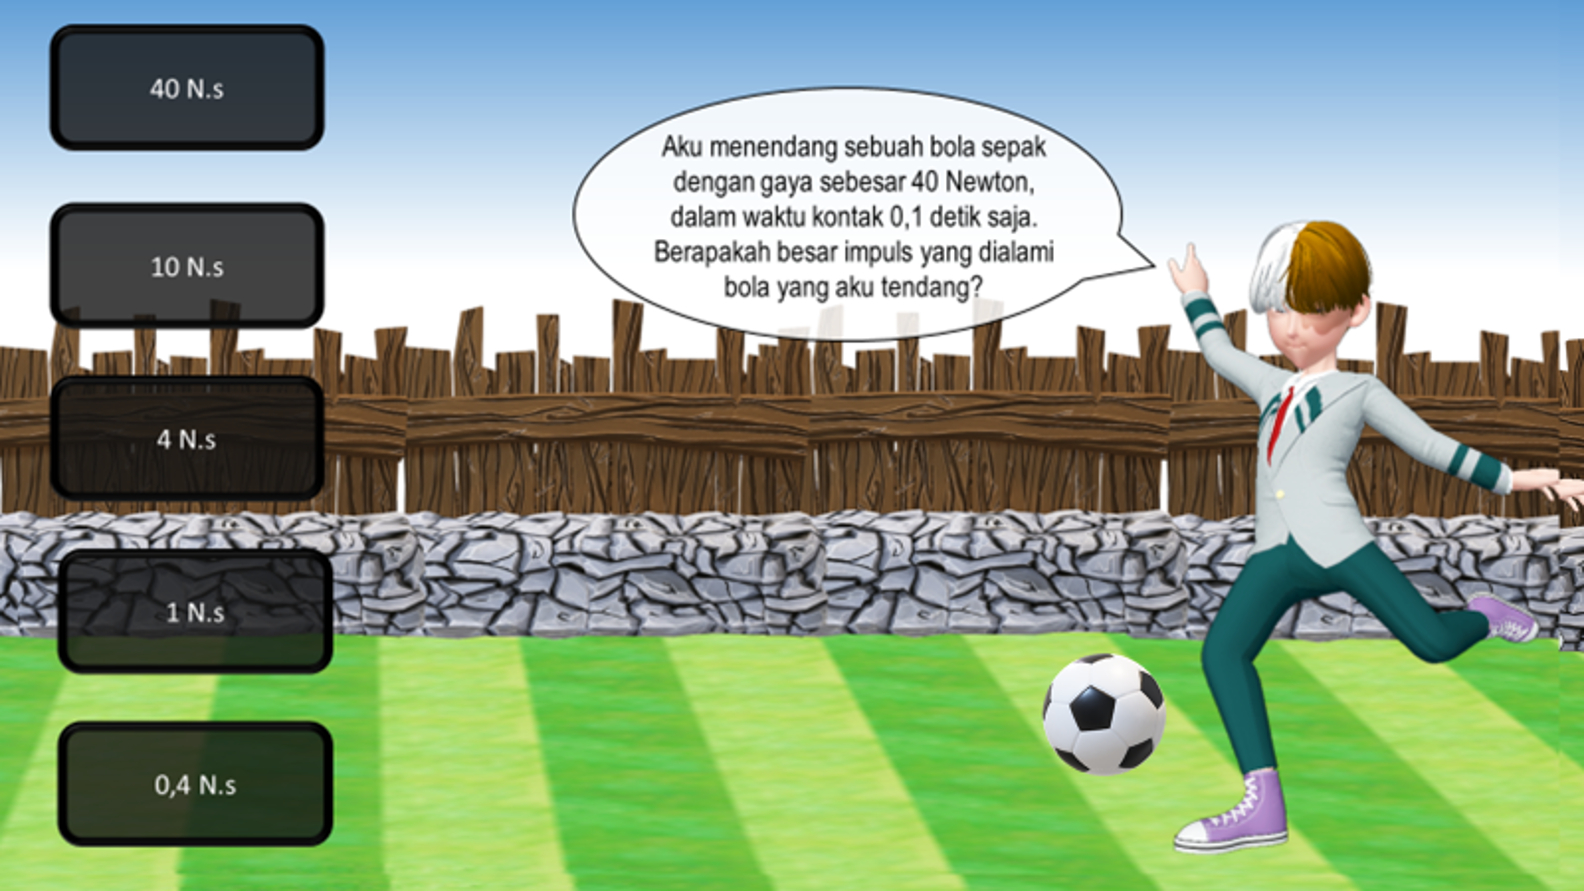 40 N.s
10 N.s
4 N.s
1 N.s
0,4 N.s
Aku menendang sebuah bola sepak
dengan gaya sebesar 40 Newton,
dalam waktu kontak 0,1 detik saja.
Berapakah besar impuls yang dialami
bola yang aku tendang?